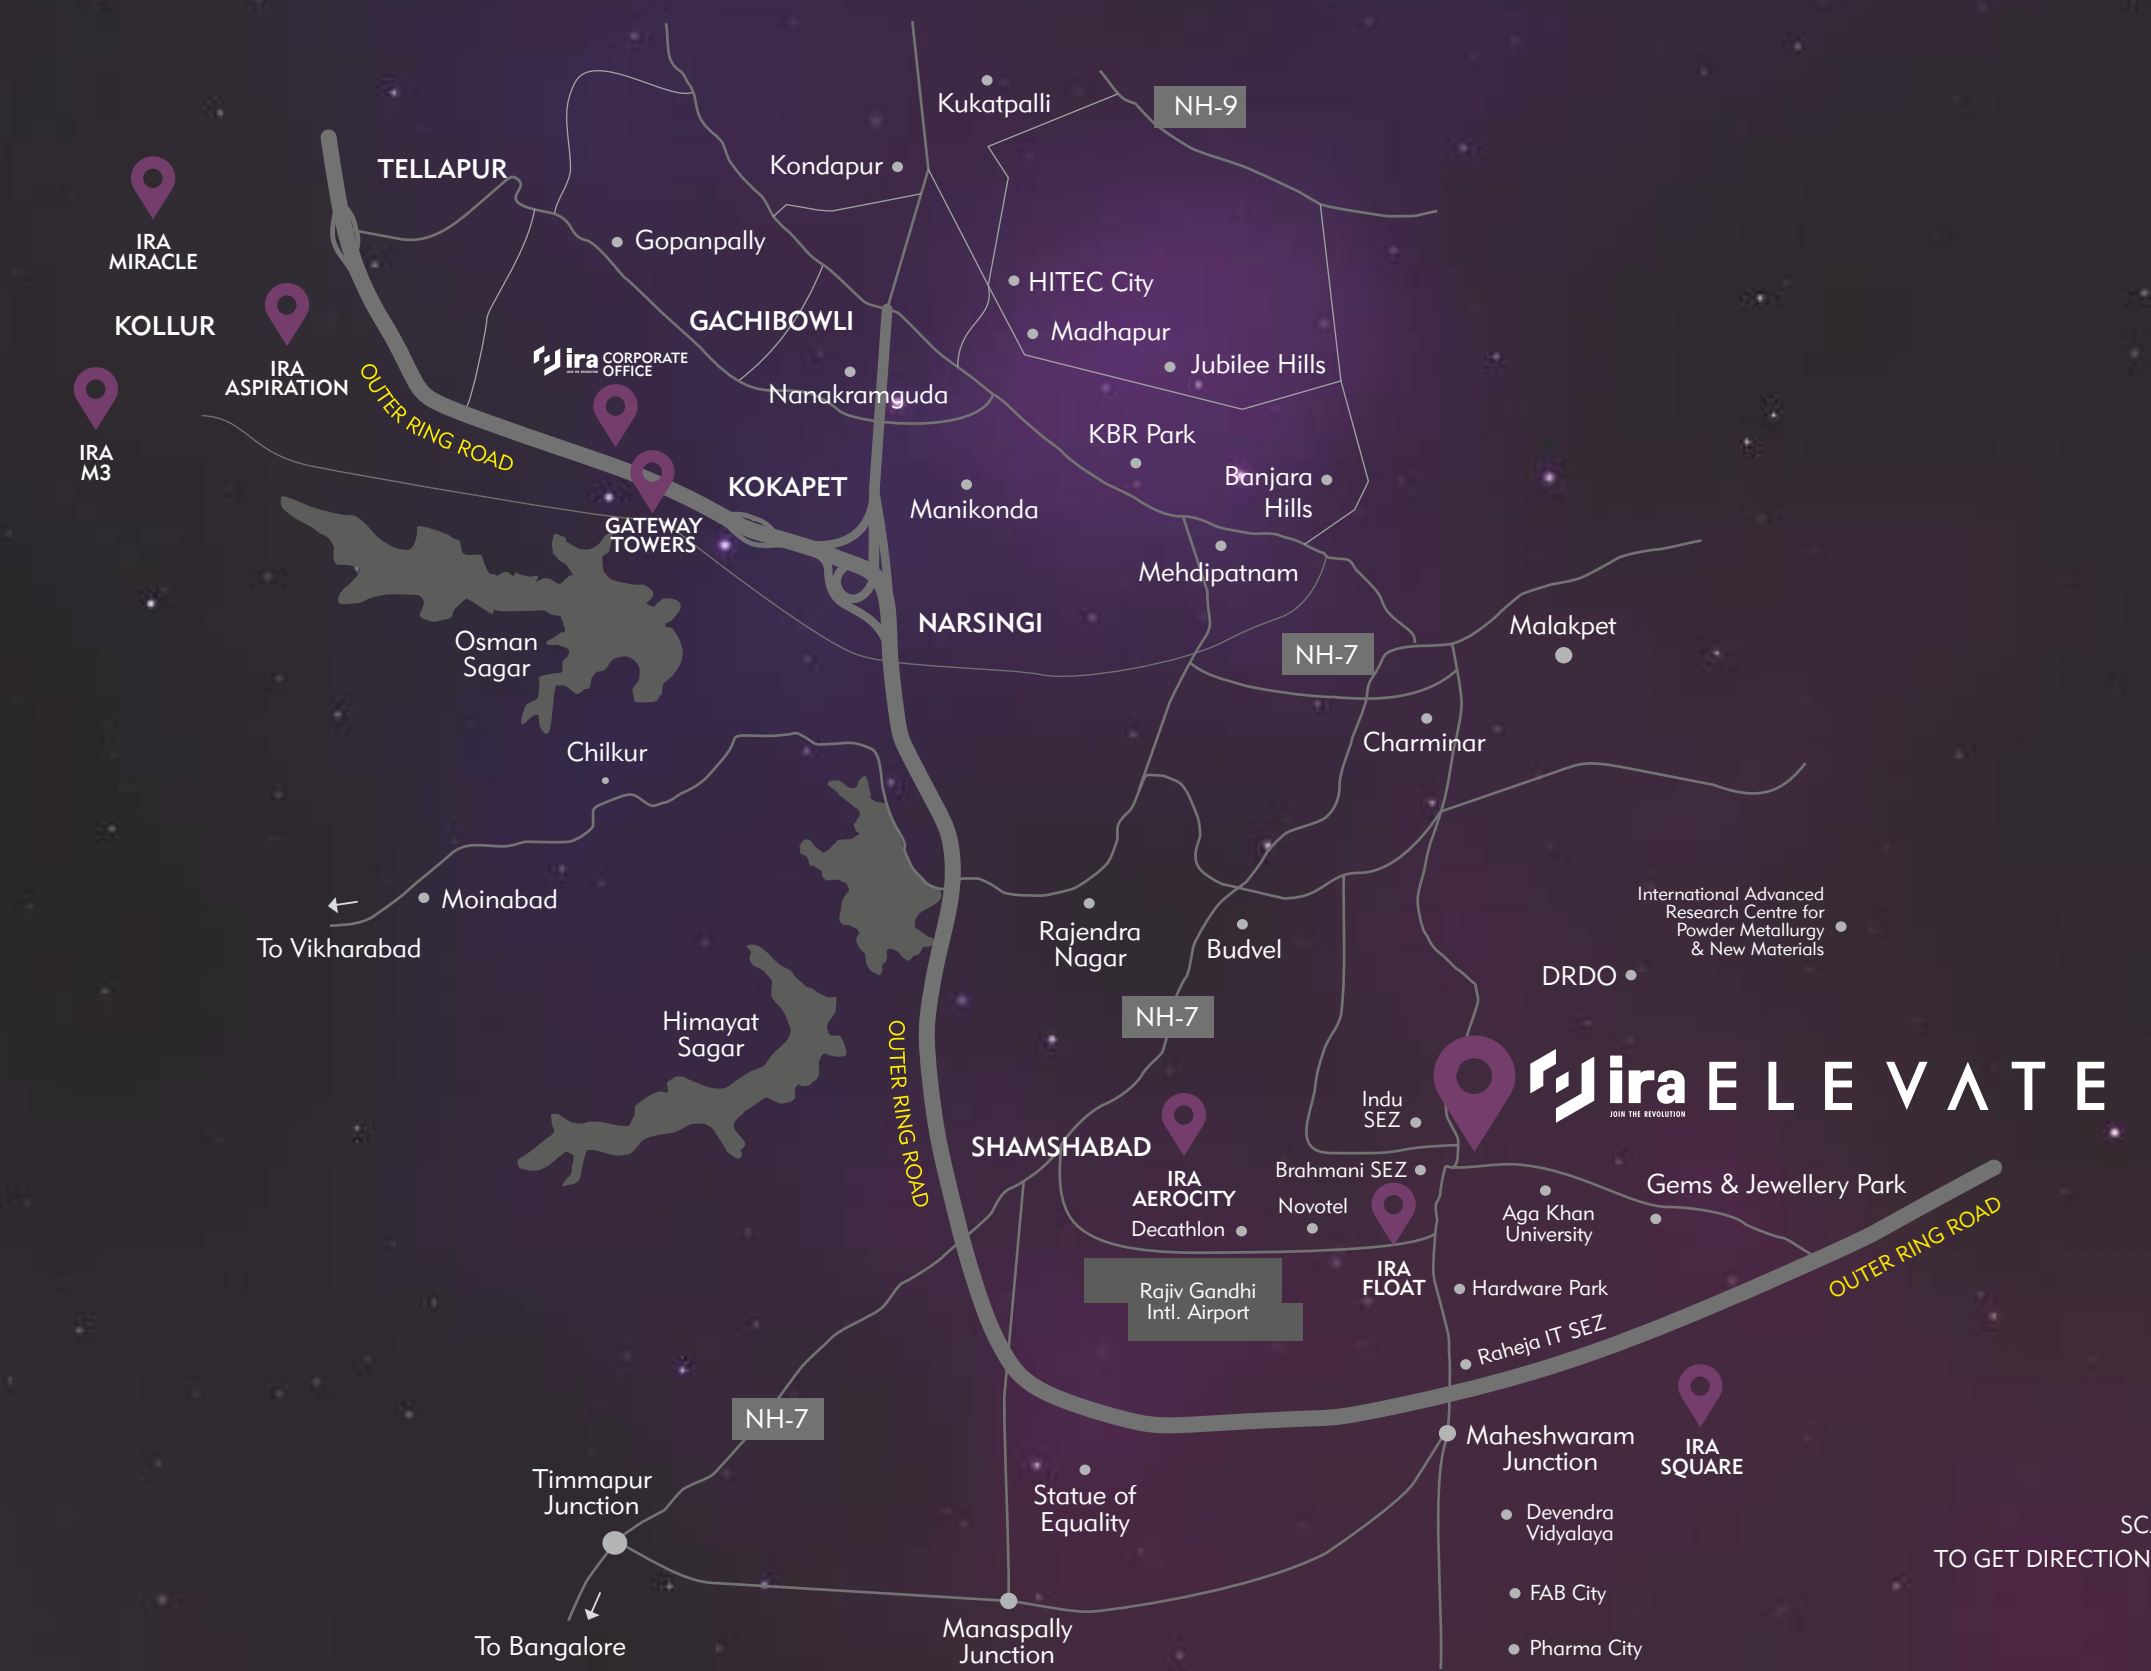 Kukatpalli
NH-9
Kondapur
TELLAPUR
IRA
MIRACLE
Gopanpally
HITEC City
KOLLUR
GACHIBOWLI
Madhapur
ira CORPORATE
OFFICE
Jubilee Hills
IRA
ASPIRATION
Nanakramguda
OUTER RING ROAD
IRA
M3
KBR Park
Banjara
Hills
KOKAPET
Manikonda
GATEWAY
TOWERS
Mehdipatnam
NARSINGI
Malakpet
Osman
Sagar
NH-7
Charminar
Chilkur
Moinabad
To Vikharabad
Rajendra
Nagar
Budvel
International Advanced
Research Centre for
Powder Metallurgy
& New Materials
DRDO
NH-7
Himayat
Sagar
OUTER RING ROAD
ira ELEVATE
JOIN THE REVOLUTION
Indu
SEZ
SHAMSHABAD
Brahmani SEZ
IRA
AEROCITY
Decathlon
Novotel
Gems & Jewellery Park
Aga Khan
University
OUTER RING ROAD
IRA
FLOAT
Rajiv Gandhi
Intl. Airport
Hardware Park
Raheja IT SEZ
NH-7
Maheshwaram
Junction
IRA
SQUARE
Timmapur
Junction
Statue of
Equality
Devendra
Vidyalaya
SC
TO GET DIRECTION
FAB City
To Bangalore
Manaspally
Junction
Pharma City